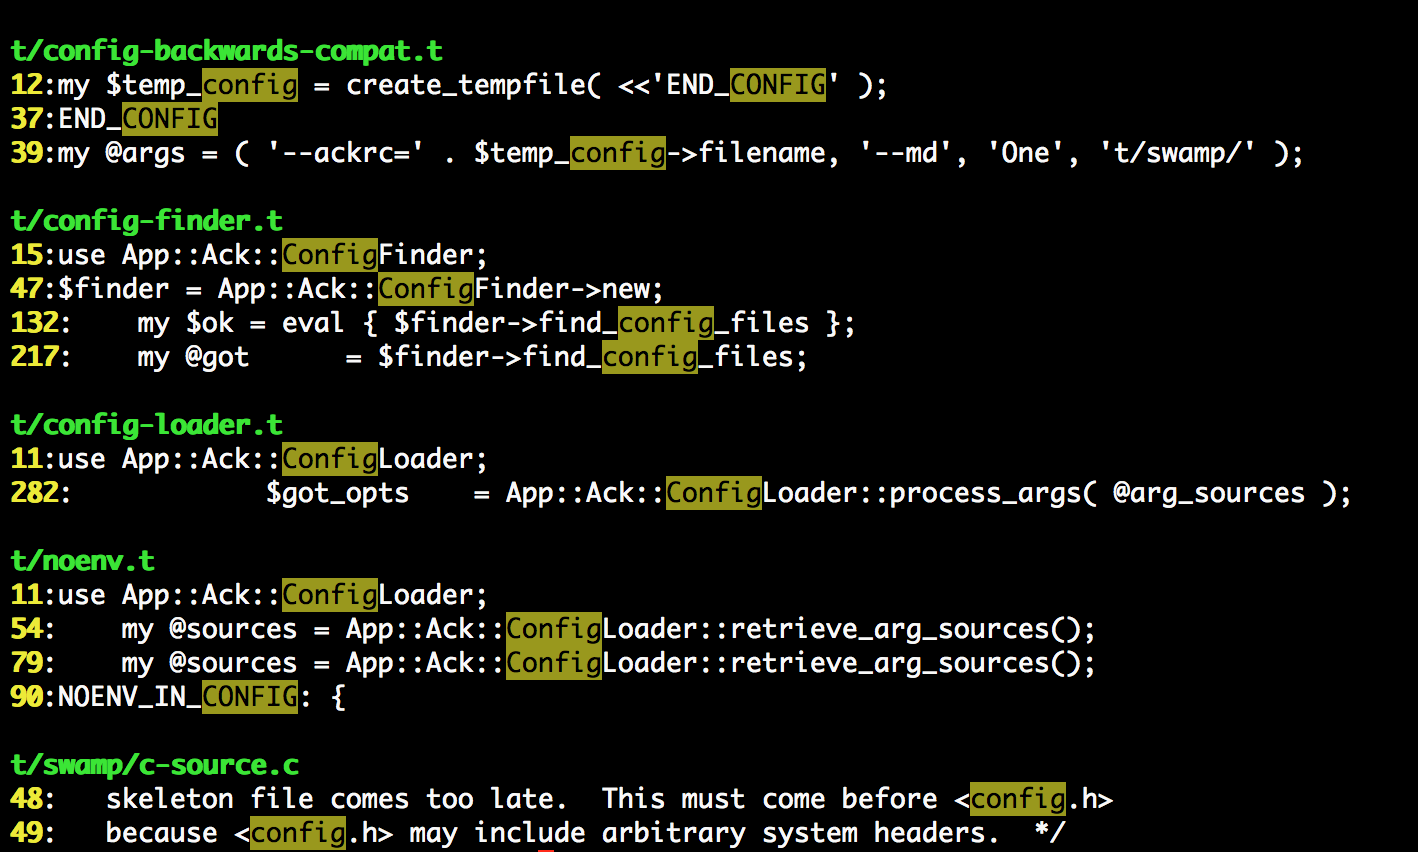 t/config-backwards-compat.t
12:my $temp_config = create_tempfile( <<'END_CONFIG' );
37:END_CONFIG
39:my @args = ( '--ackrc=' . $temp_config->filename, '--md', 'One', 't/swamp/' );
t/config-finder.t
15:use App::Ack::ConfigFinder;
47:$finder = App::Ack::ConfigFinder->new;
132:    my $ok = eval { $finder->find_config_files };
217:    my @got      = $finder->find_config_files;
t/config-loader.t
11:use App::Ack::ConfigLoader;
282:            $got_opts    = App::Ack::ConfigLoader::process_args( @arg_sources );
t/noenv.t
11:use App::Ack::ConfigLoader;
54:    my @sources = App::Ack::ConfigLoader::retrieve_arg_sources();
79:    my @sources = App::Ack::ConfigLoader::retrieve_arg_sources();
90:NOENV_IN_CONFIG: {
t/swamp/c-source.c
48:   skeleton file comes too late.  This must come before <config.h>
49:   because <config.h> may include arbitrary system headers.  */